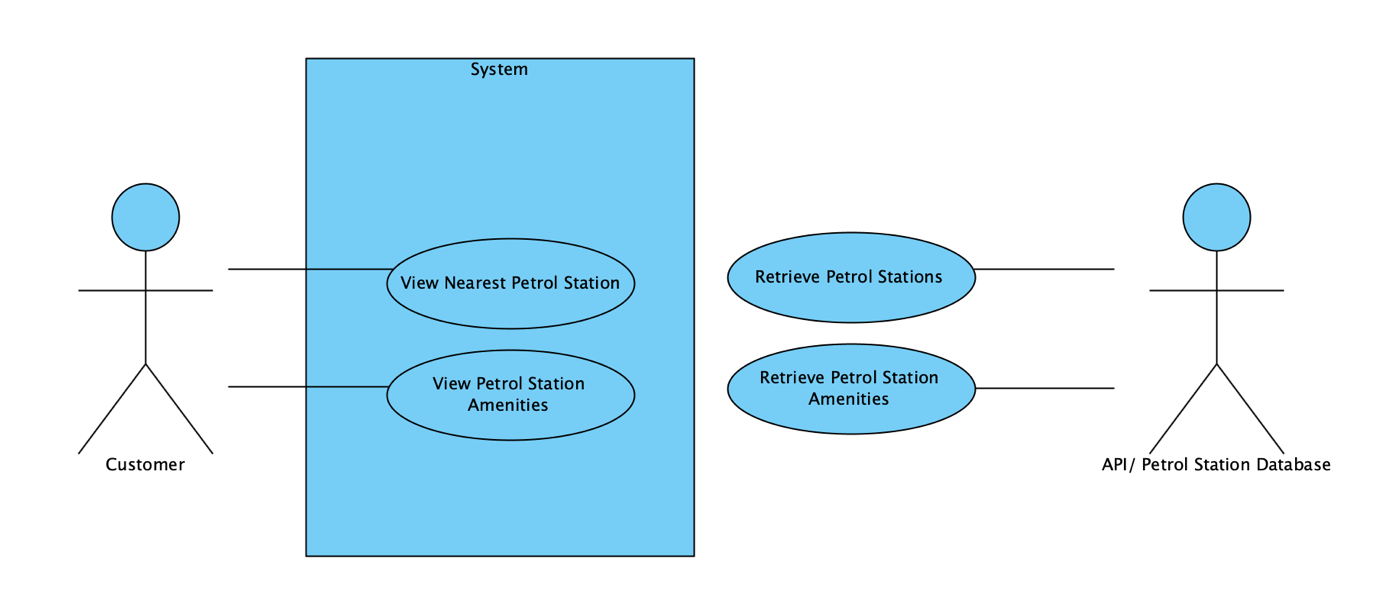 System
View Nearest Petrol Station
Retrieve Petrol Stations
View Petrol Station
Amenities
Retrieve Petrol Station
Amenities
Customer
API/ Petrol Station Database